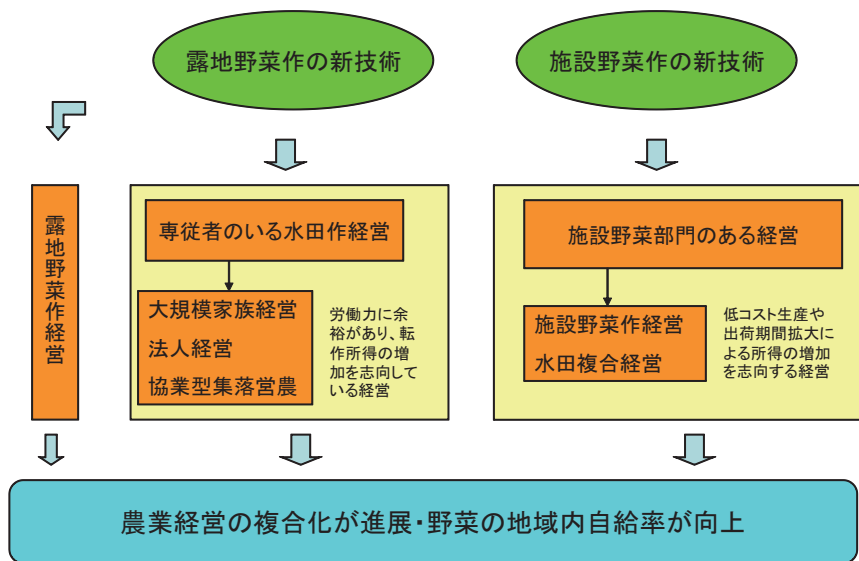 露地野菜作の新技術
施設野菜作の新技術
露地野菜作経営
専従者のいる水田作経営
大規模家族経営
法人経営
協業型集落営農
労働力に余
裕があり、転
作所得の増
加を志向して
いる経営
施設野菜部門のある経営
施設野菜作経営
水田複合経営
低コスト生産や
出荷期間拡大に
よる所得の増加
を志向する経営
農業経営の複合化が進展・野菜の地域内自給率が向上